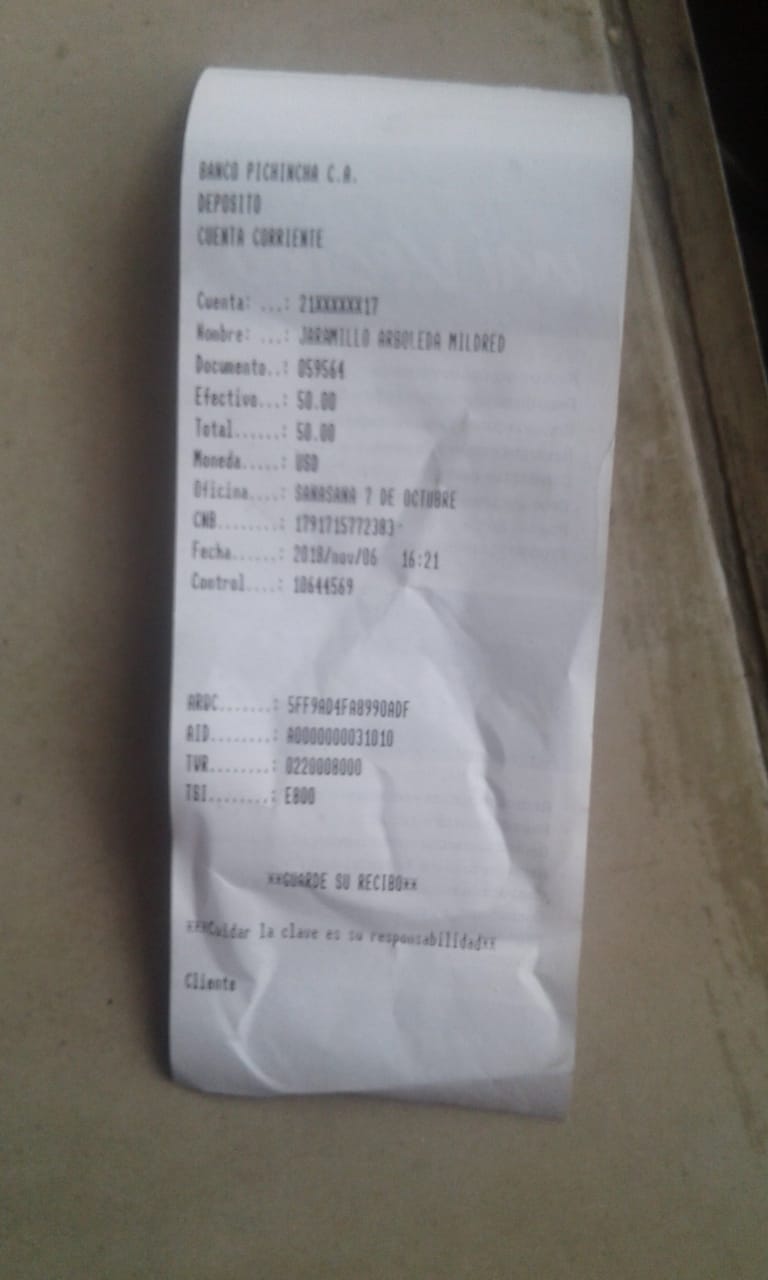 BANCO PICHINCHA C.A.
DEPOSITO
CUENTA CORRIENTE
Cuenta: ...: 21XXXXXX17
Nombre: ...: JARAMILLO ARBOLEDA MILDRED
Documento..: 059564
Efectivo...: 50.00
Total......: 50.00
Moneda.....: USD
Oficina....: SANASANA 7 DE OCTUBRE
CNB........: 1791715772383
Fecha......: 2018/nov/06 16:21
Control....: 10644569
ARQC.......: 5FF9AD4FA8990ADF
AID........: A0000000031010
TVR........: 0220008000
TSI........: E800
**GUARDE SU RECIBO**
***Cuidar la clave es su responsabilidad**
Cliente